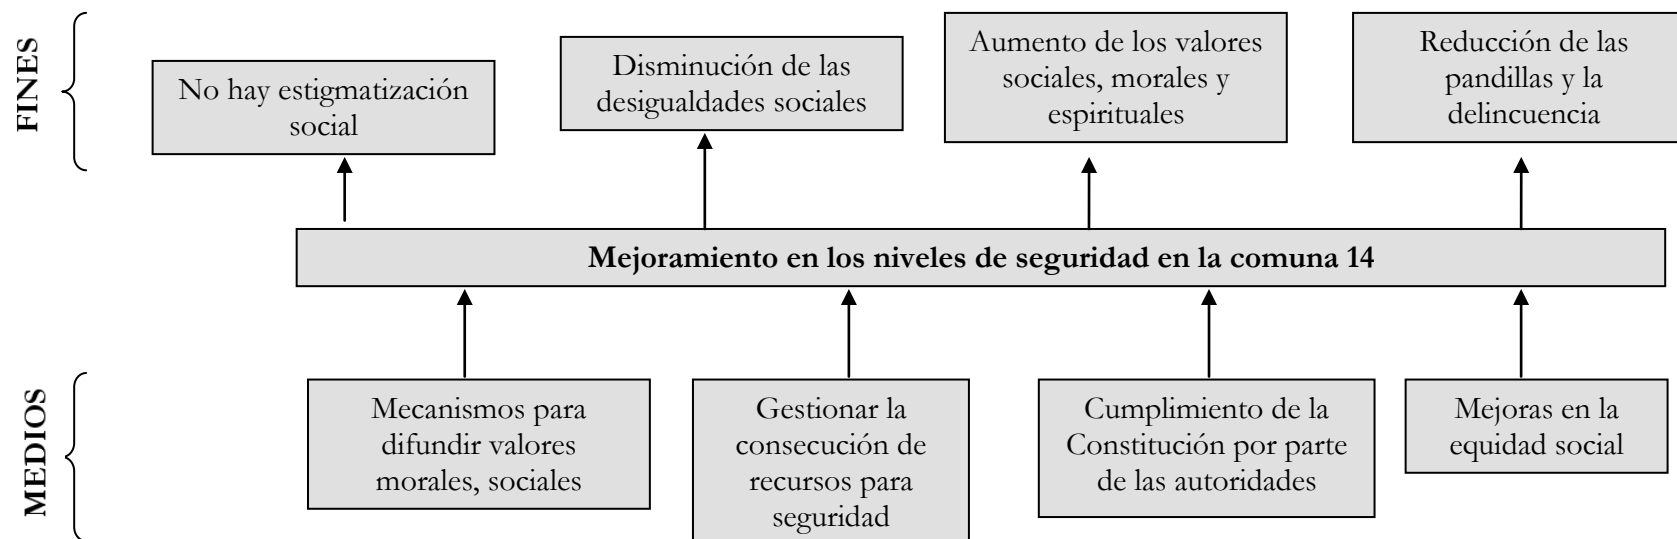 FINES
No hay estigmatización
social
Disminución de las
desigualdades sociales
Aumento de los valores
sociales, morales y
espirituales
Reducción de las
pandillas y la
delincuencia
Mejoramiento en los niveles de seguridad en la comuna 14
MEDIOS
Mecanismos para
difundir valores
morales, sociales
Gestionar la
consecución de
recursos para
seguridad
Cumplimiento de la
Constitución por parte
de las autoridades
Mejoras en la
equidad social